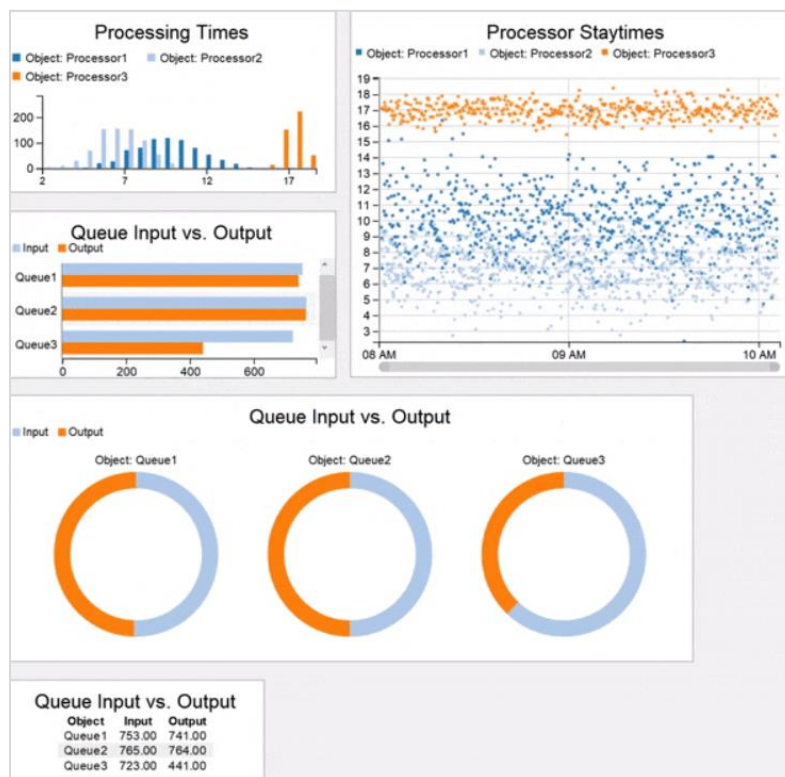 Processing Times
Object: Processor1 Object: Processor2
Object: Processor3
200
100
0
2 7 12 17
Processor Staytimes
Object: Processor1 Object: Processor2 Object: Processor3
19
18
17
16
14
13
12
11
10
9
8
7
6
5
4
3
08 AM 09 AM 10 AM
Queue Input vs. Output
Input Output
Queue1
Queue2
Queue3
0 200 400 600
Queue Input vs. Output
Input Output
Object: Queue1 Object: Queue2 Object: Queue3
Queue Input vs. Output
Object Input Output
Queue1 753.00 741.00
Queue2 765.00 764.00
Queue3 723.00 441.00